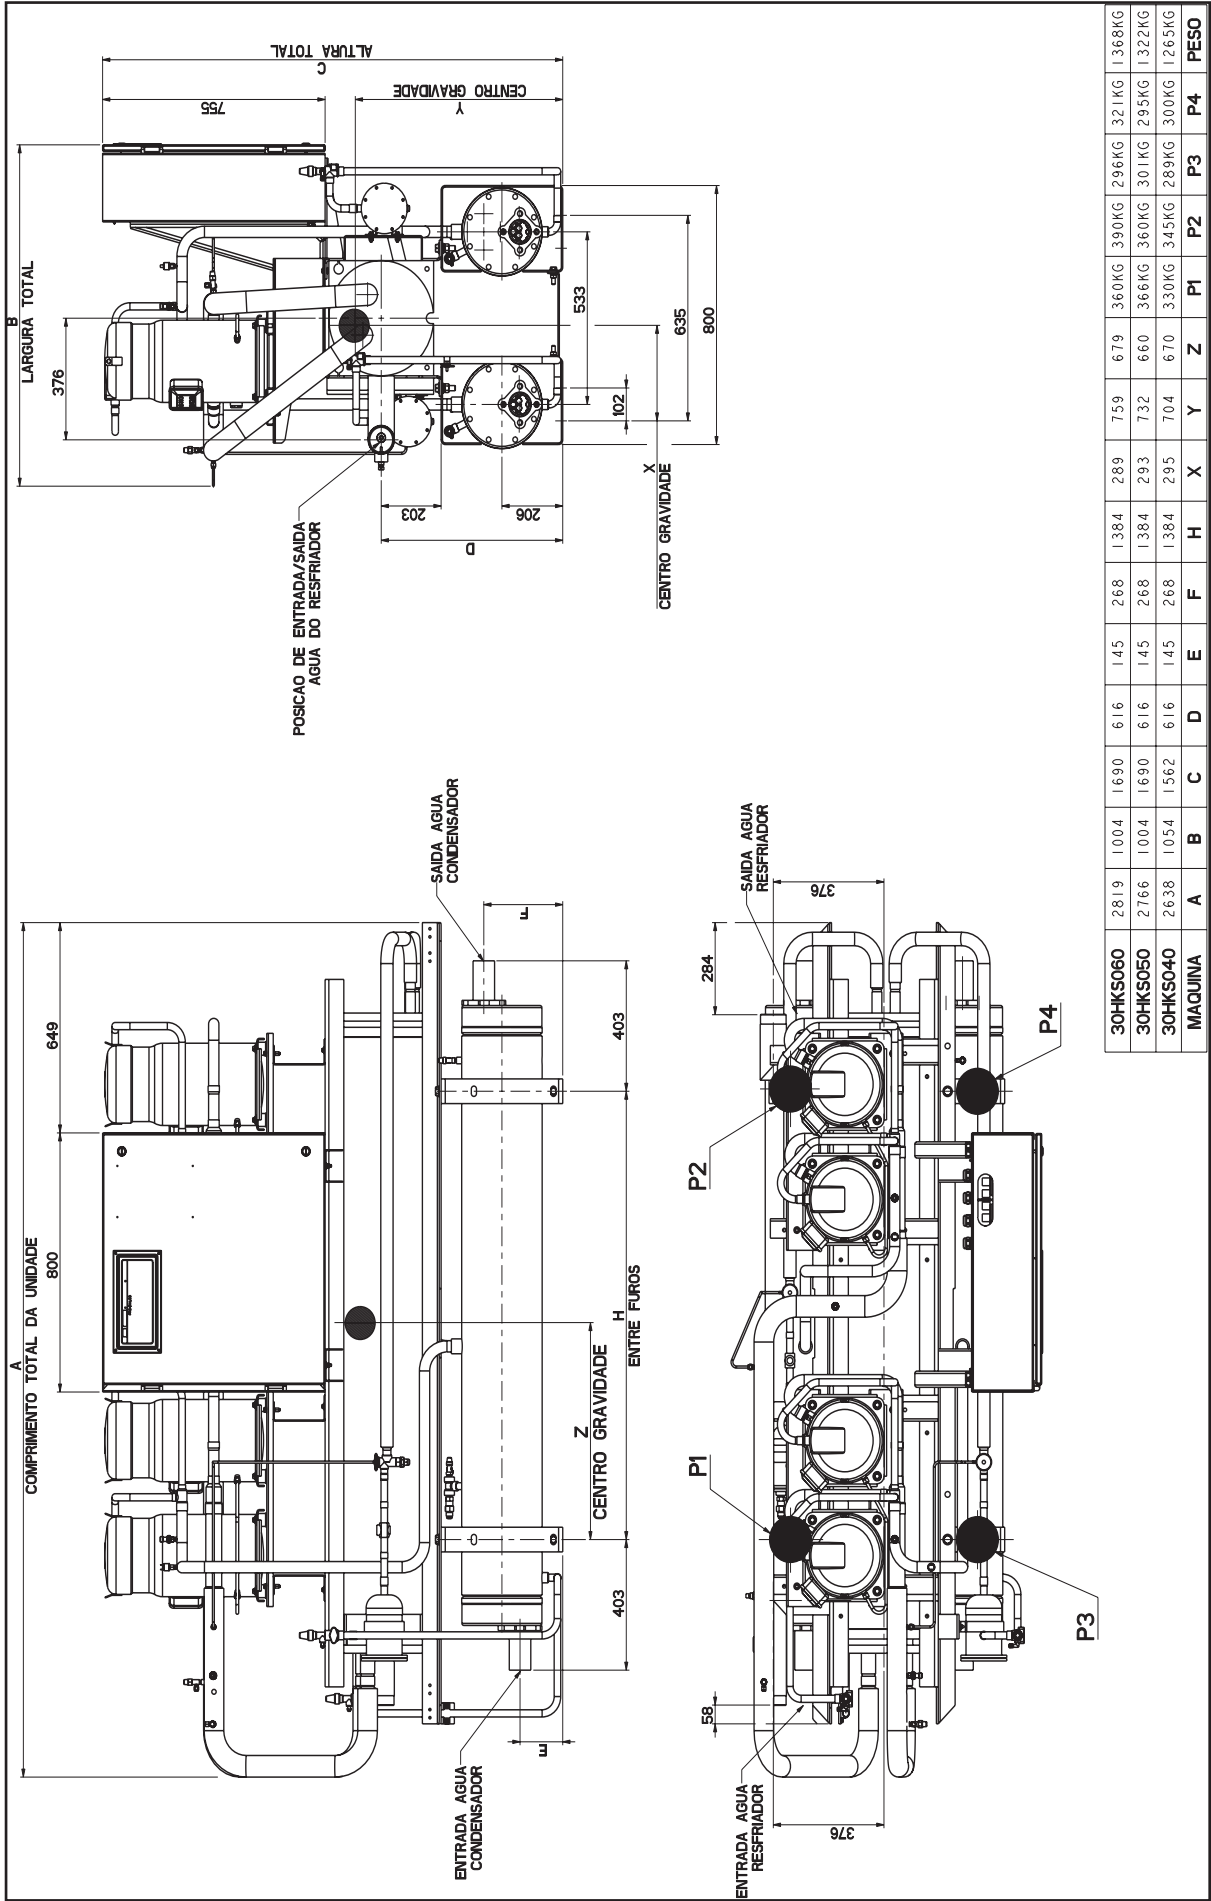 A
COMPRIMENTO TOTAL DA UNIDADE
800
649
B
LARGURA TOTAL
376
755
C
ALTURA TOTAL
Y
CENTRO GRAVIDADE
POSICAO DE ENTRADA/SAIDA
AGUA DO RESFRIADOR
203
206
D
102
533
635
800
X
CENTRO GRAVIDADE
SAIDA AGUA
CONDENSADOR
F
403
H
ENTRE FUROS
Z
CENTRO GRAVIDADE
403
E
ENTRADA AGUA
CONDENSADOR
ENTRADA AGUA
RESFRIADOR
58
376
P1
P2
P3
P4
284
376
SAIDA AGUA
RESFRIADOR
30HKS060 2819 1004 1690 616 145 268 1384 289 759 679 360KG 390KG 296KG 321KG 1368KG
30HKS050 2766 1004 1690 616 145 268 1384 293 732 660 366KG 360KG 301KG 295KG 1322KG
30HKS040 2638 1054 1562 616 145 268 1384 295 704 670 330KG 345KG 289KG 300KG 1265KG
MAQUINA A B C D E F H X Y Z P1 P2 P3 P4 PESO